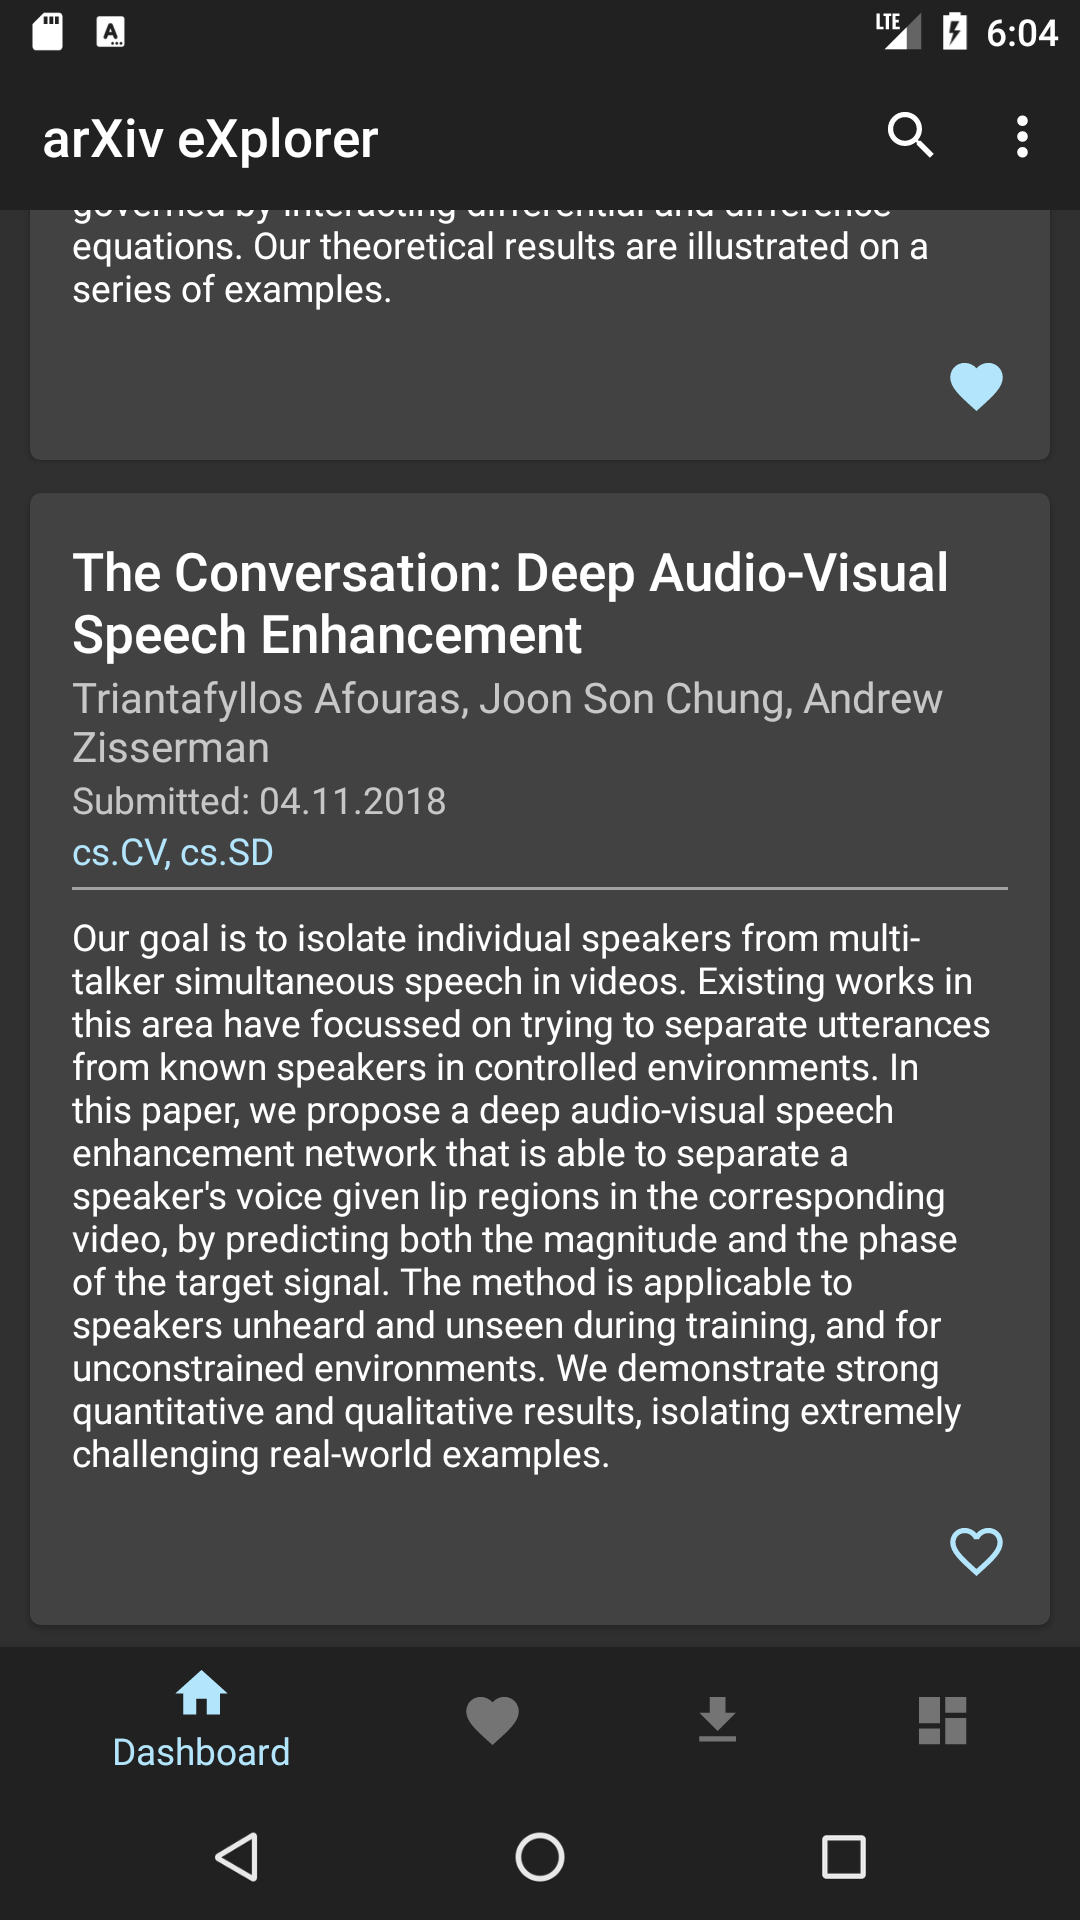 LTE 6:04
arXiv eXplorer
governed by interacting differential and difference
equations. Our theoretical results are illustrated on a
series of examples.
The Conversation: Deep Audio-Visual
Speech Enhancement
Triantafyllos Afouras, Joon Son Chung, Andrew
Zisserman
Submitted: 04.11.2018
cs.CV, cs.SD
Our goal is to isolate individual speakers from multi-
talker simultaneous speech in videos. Existing works in
this area have focussed on trying to separate utterances
from known speakers in controlled environments. In
this paper, we propose a deep audio-visual speech
enhancement network that is able to separate a
speaker's voice given lip regions in the corresponding
video, by predicting both the magnitude and the phase
of the target signal. The method is applicable to
speakers unheard and unseen during training, and for
unconstrained environments. We demonstrate strong
quantitative and qualitative results, isolating extremely
challenging real-world examples.
Dashboard